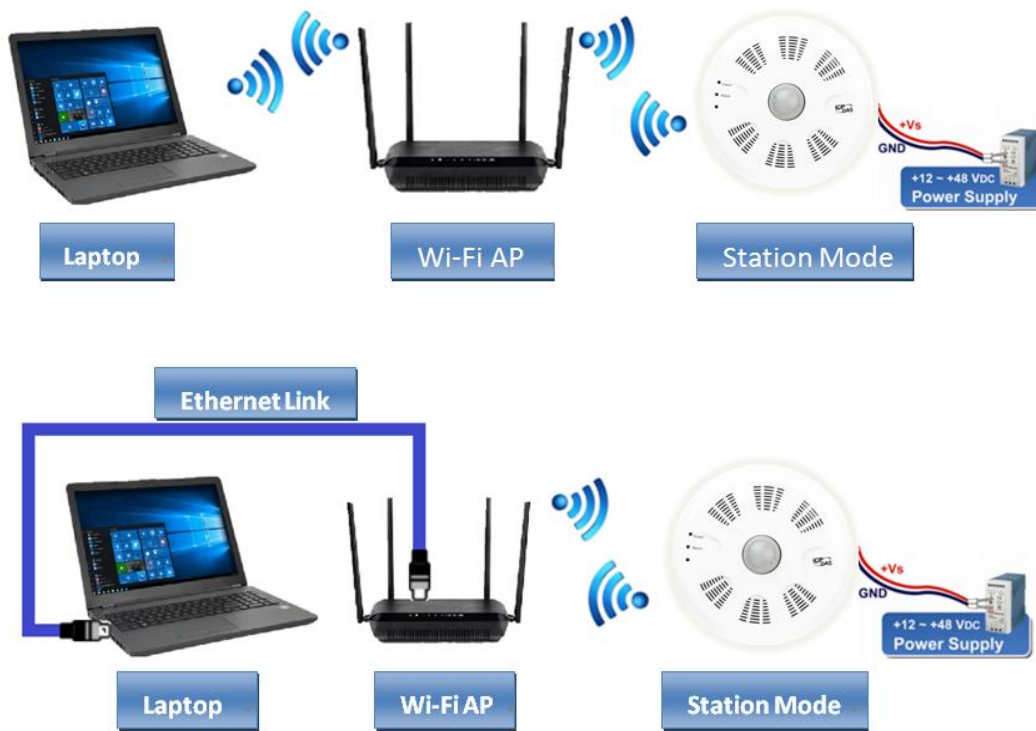 +Vs
GND
+12 ~ +48 VDC
Power Supply
Laptop
Wi-Fi AP
Station Mode
Ethernet Link
+Vs
GND
+12 ~ +48 VDC
Power Supply
Laptop
Wi-Fi AP
Station Mode